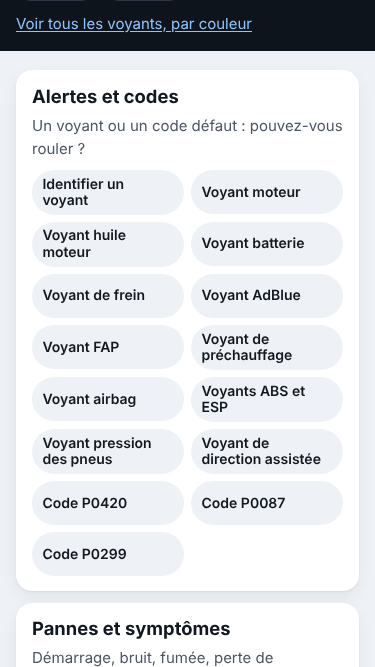 Voir tous les voyants, par couleur
Alertes et codes
Un voyant ou un code défaut : pouvez-vous
rouler ?
Identifier un
voyant
Voyant moteur
Voyant huile
moteur
Voyant batterie
Voyant de frein
Voyant AdBlue
Voyant FAP
Voyant de
préchauffage
Voyant airbag
Voyants ABS et
ESP
Voyant pression
des pneus
Voyant de
direction assistée
Code P0420
Code P0087
Code P0299
Pannes et symptômes
Démarrage, bruit, fumée, perte de